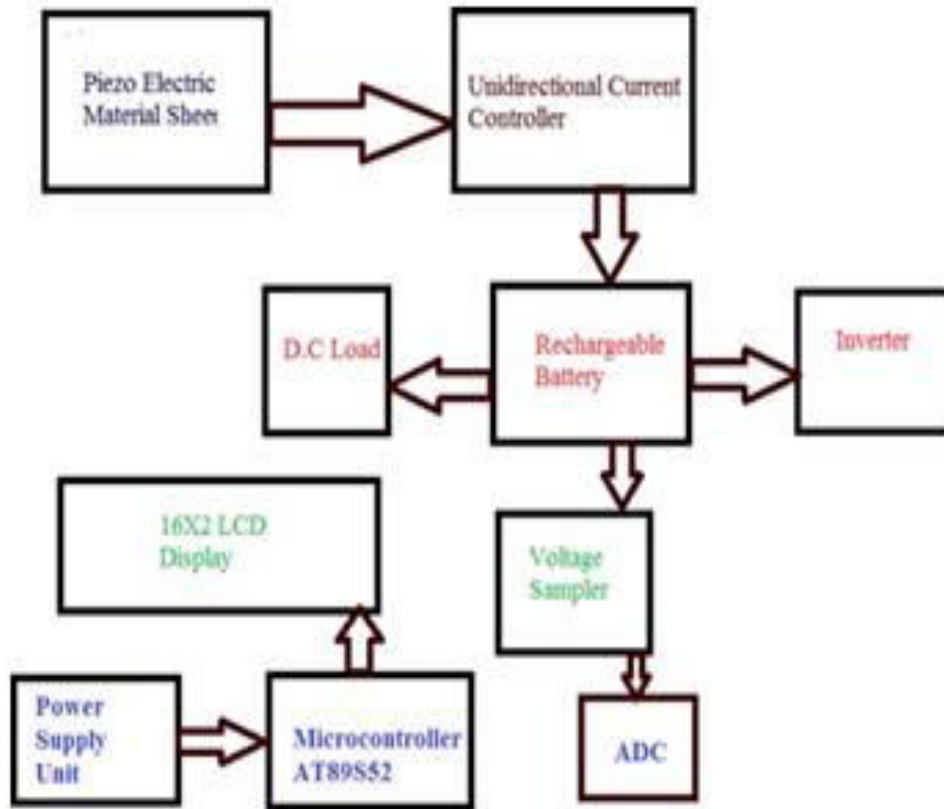 Piezo Electric
Material Sheet
Unidirectional Current
Controller
D.C Load
Rechargeable
Battery
Inverter
16X2 LCD
Display
Voltage
Sampler
Power
Supply
Unit
Microcontroller
AT89S52
ADC